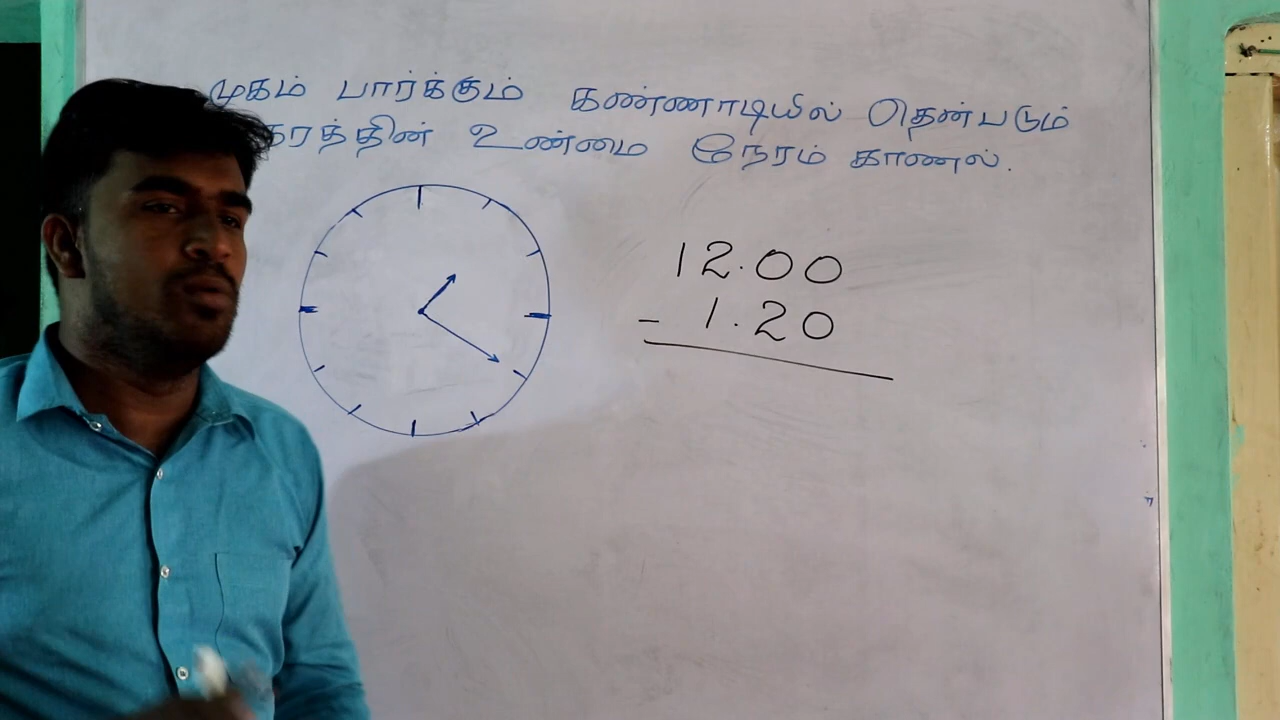 முகம் பார்க்கும் கண்ணாடியில் தென்படும்
உண்மை நேரம் காணல்.
12.00
- 1.20